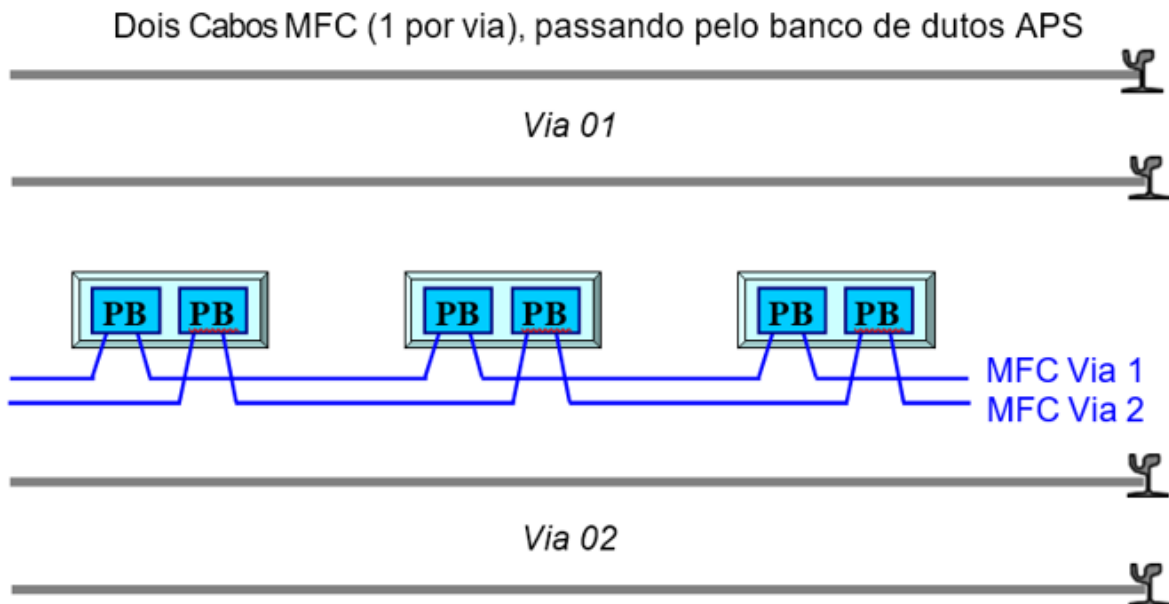 Dois Cabos MFC (1 por via), passando pelo banco de dutos APS
Via 01
PB PB PB PB PB PB
MFC Via 1
MFC Via 2
Via 02